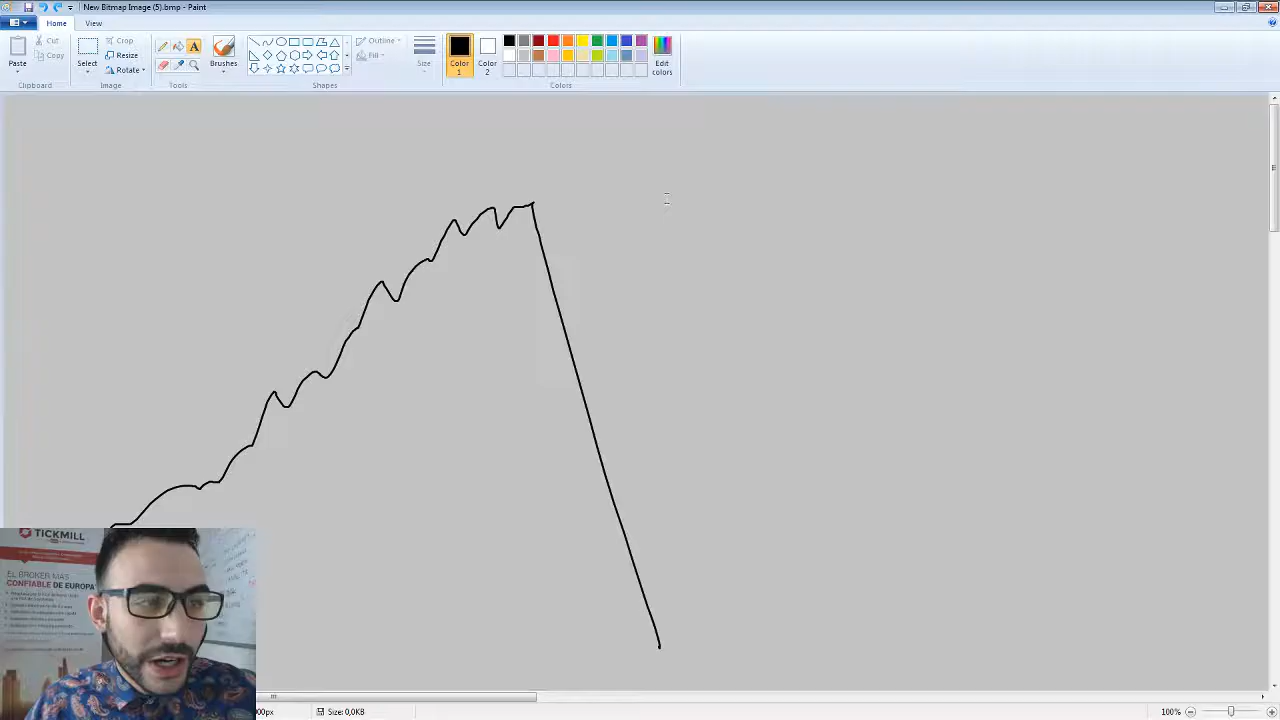 New Bitmap Image (5).bmp - Paint
Home
View
Paste
Cut
Copy
Clipboard
Select
Crop
Resize
Rotate
Image
A
Tools
Brushes
Shapes
Outline
Fill
Size
Color
1
Color
2
Edit
colors
Colors
TICKMILL
EL BROKER MÁS
CONFIABLE DE EUROPA
00px
Size: 0,0KB
100%